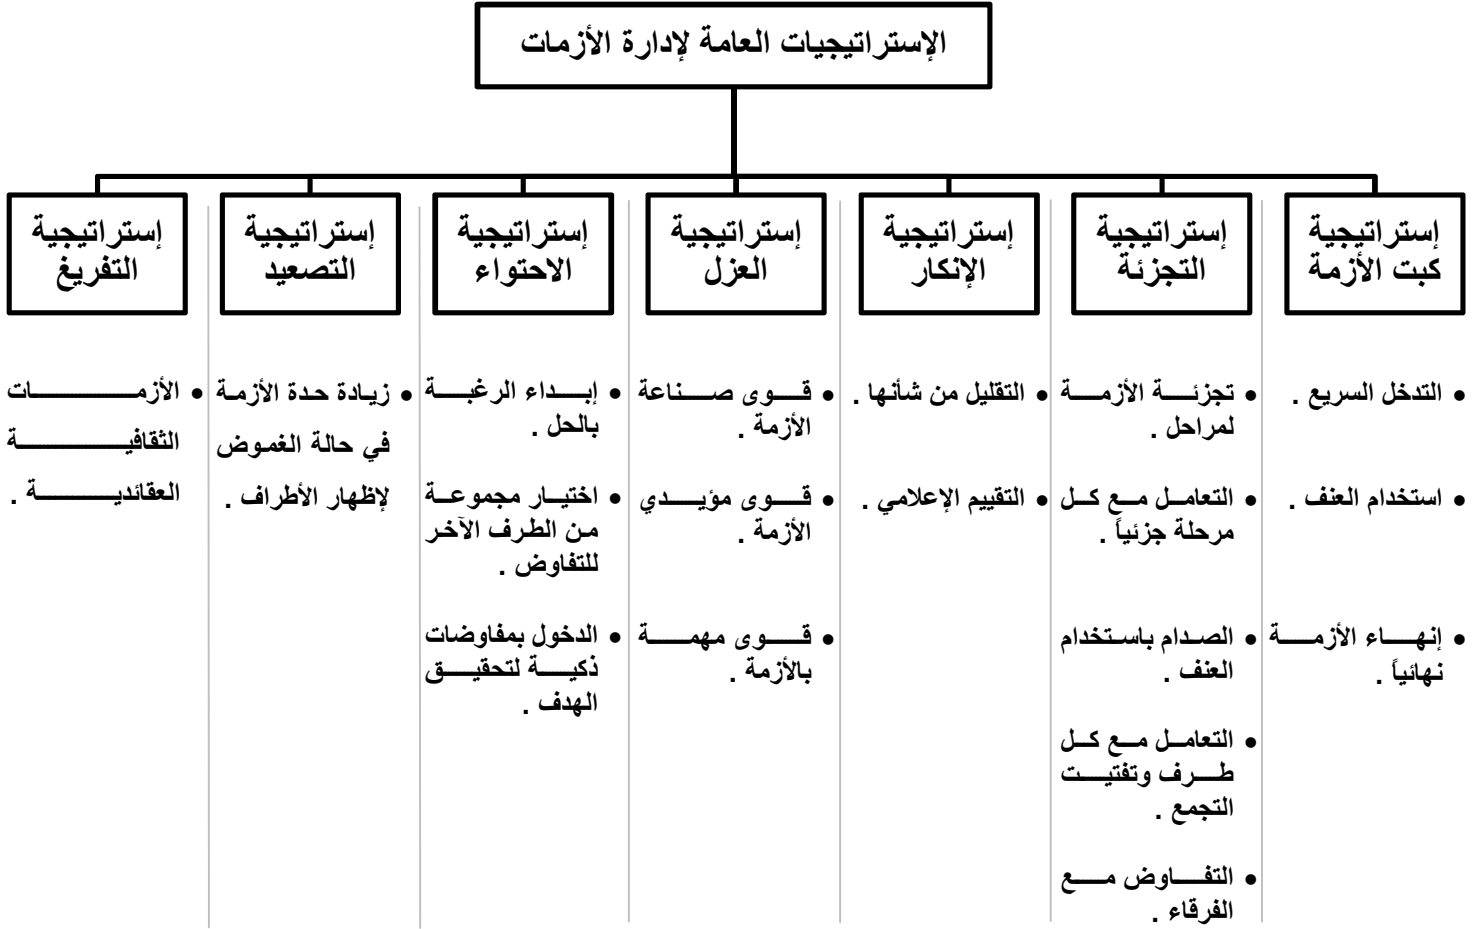 الإستراتيجيات العامة لإدارة الأزمات
إستراتيجية
كبت الأزمة
• التدخل السريع .
• استخدام العنف .
• إنهاء الأزمة
نهائياً .
إستراتيجية
التجزئة
• تجزئة الأزمة
لمراحل .
• التعامل مع كل
مرحلة جزئياً .
• الصدام باستخدام
العنف .
• التعامل مع كل
طرف وتفتيت
التجمع .
• التفاوض مع
الفرقاء .
إستراتيجية
الإنكار
• التقليل من شأنها .
• التقييم الإعلامي .
إستراتيجية
العزل
• قوى صناعة
الأزمة .
• قوى مؤيدي
الأزمة .
• قوى مهمة
بالأزمة .
إستراتيجية
الاحتواء
• إبداء الرغبة
بالحل .
• اختيار مجموعة
من الطرف الآخر
للتفاوض .
• الدخول بمفاوضات
ذكية لتحقيق
الهدف .
إستراتيجية
التصعيد
• زيادة حدة الأزمة
في حالة الغموض
لإظهار الأطراف .
إستراتيجية
التفريغ
• الأزمات
الثقافية
العقائدية .